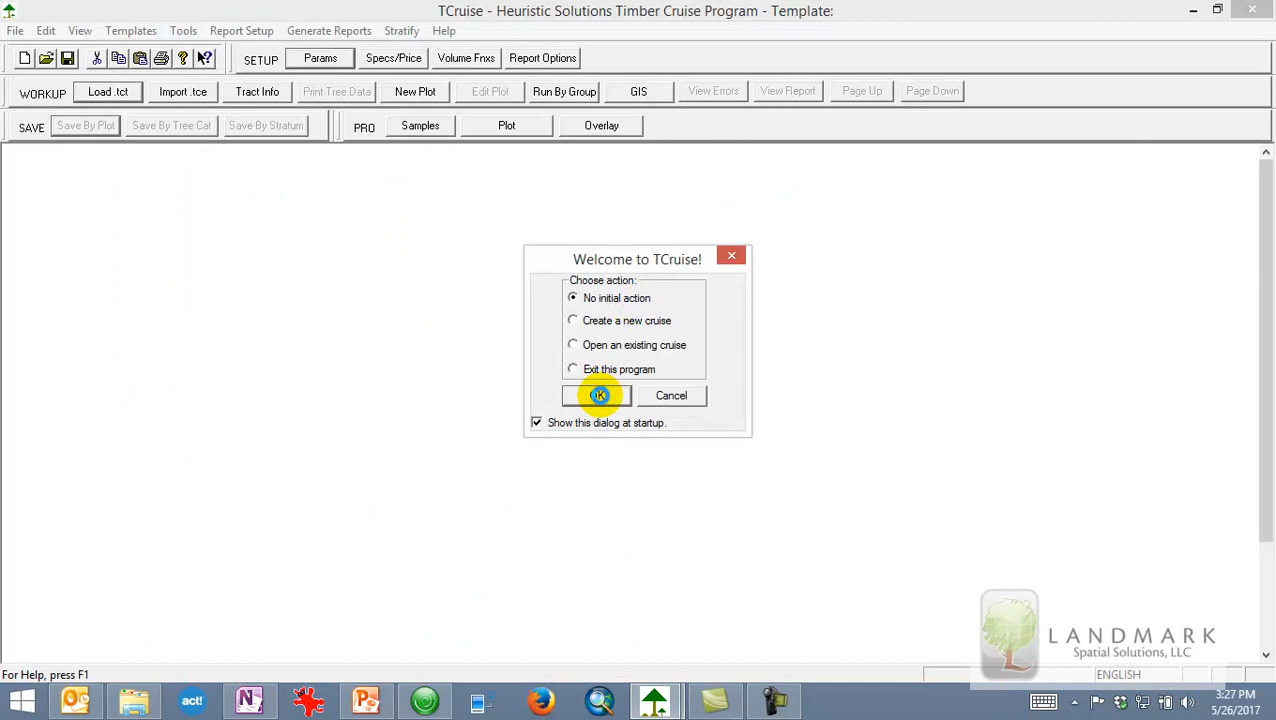 TCruise - Heuristic Solutions Timber Cruise Program - Template:
File Edit View Templates Tools Report Setup Generate Reports Stratify Help
SETUP Params Specs/Price Volume Fnxs Report Options
WORKUP Load .tct Import .tce Tract Info Print Tree Data New Plot Edit Plot Run By Group GIS View Errors View Report Page Up Page Down
SAVE Save By Plot Save By Tree Cat Save By Stratum PRO Samples Plot Overlay
Welcome to TCruise!
Choose action:
No initial action
Create a new cruise
Open an existing cruise
Exit this program
Cancel
Show this dialog at startup.
LANDMARK
Spatial Solutions, LLC
For Help, press F1
ENGLISH
act!
3:27 PM
5/26/2017